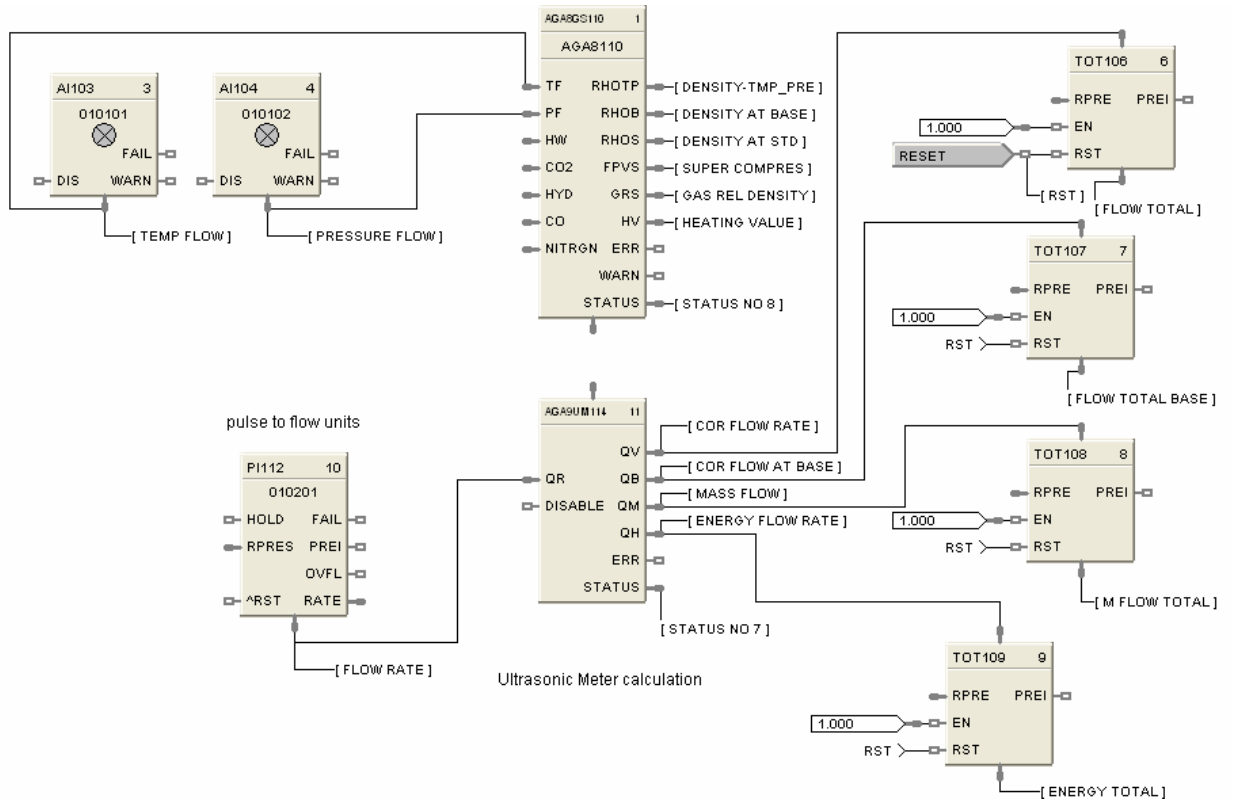 AGA8GS110 1
AGA8110
TF RHOTP [ DENSITY-TMP_PRE ]
PF RHOB [ DENSITY AT BASE ]
HW RHOS [ DENSITY AT STD ]
CO2 FPVS [ SUPER COMPRES ]
HYD GRS [ GAS REL DENSITY ]
CO HV [ HEATING VALUE ]
NITRGN ERR
WARN
STATUS [ STATUS NO 8 ]
AI103 3
010101
FAIL
DIS WARN
[ TEMP FLOW ]
AI104 4
010102
FAIL
DIS WARN
[ PRESSURE FLOW ]
TOT106 6
RPRE PREI
1.000 EN
RESET RST
[ RST ]
[ FLOW TOTAL ]
TOT107 7
RPRE PREI
1.000 EN
RST RST
[ FLOW TOTAL BASE ]
pulse to flow units
PI112 10
010201
HOLD FAIL
RPRES PREI
OVFL
^RST RATE
[ FLOW RATE ]
AGA9UM114 11
QV [ COR FLOW RATE ]
QR QB [ COR FLOW AT BASE ]
DISABLE QM [ MASS FLOW ]
QH [ ENERGY FLOW RATE ]
ERR
STATUS
[ STATUS NO 7 ]
Ultrasonic Meter calculation
TOT108 8
RPRE PREI
1.000 EN
RST RST
[ M FLOW TOTAL ]
TOT109 9
RPRE PREI
1.000 EN
RST RST
[ ENERGY TOTAL ]